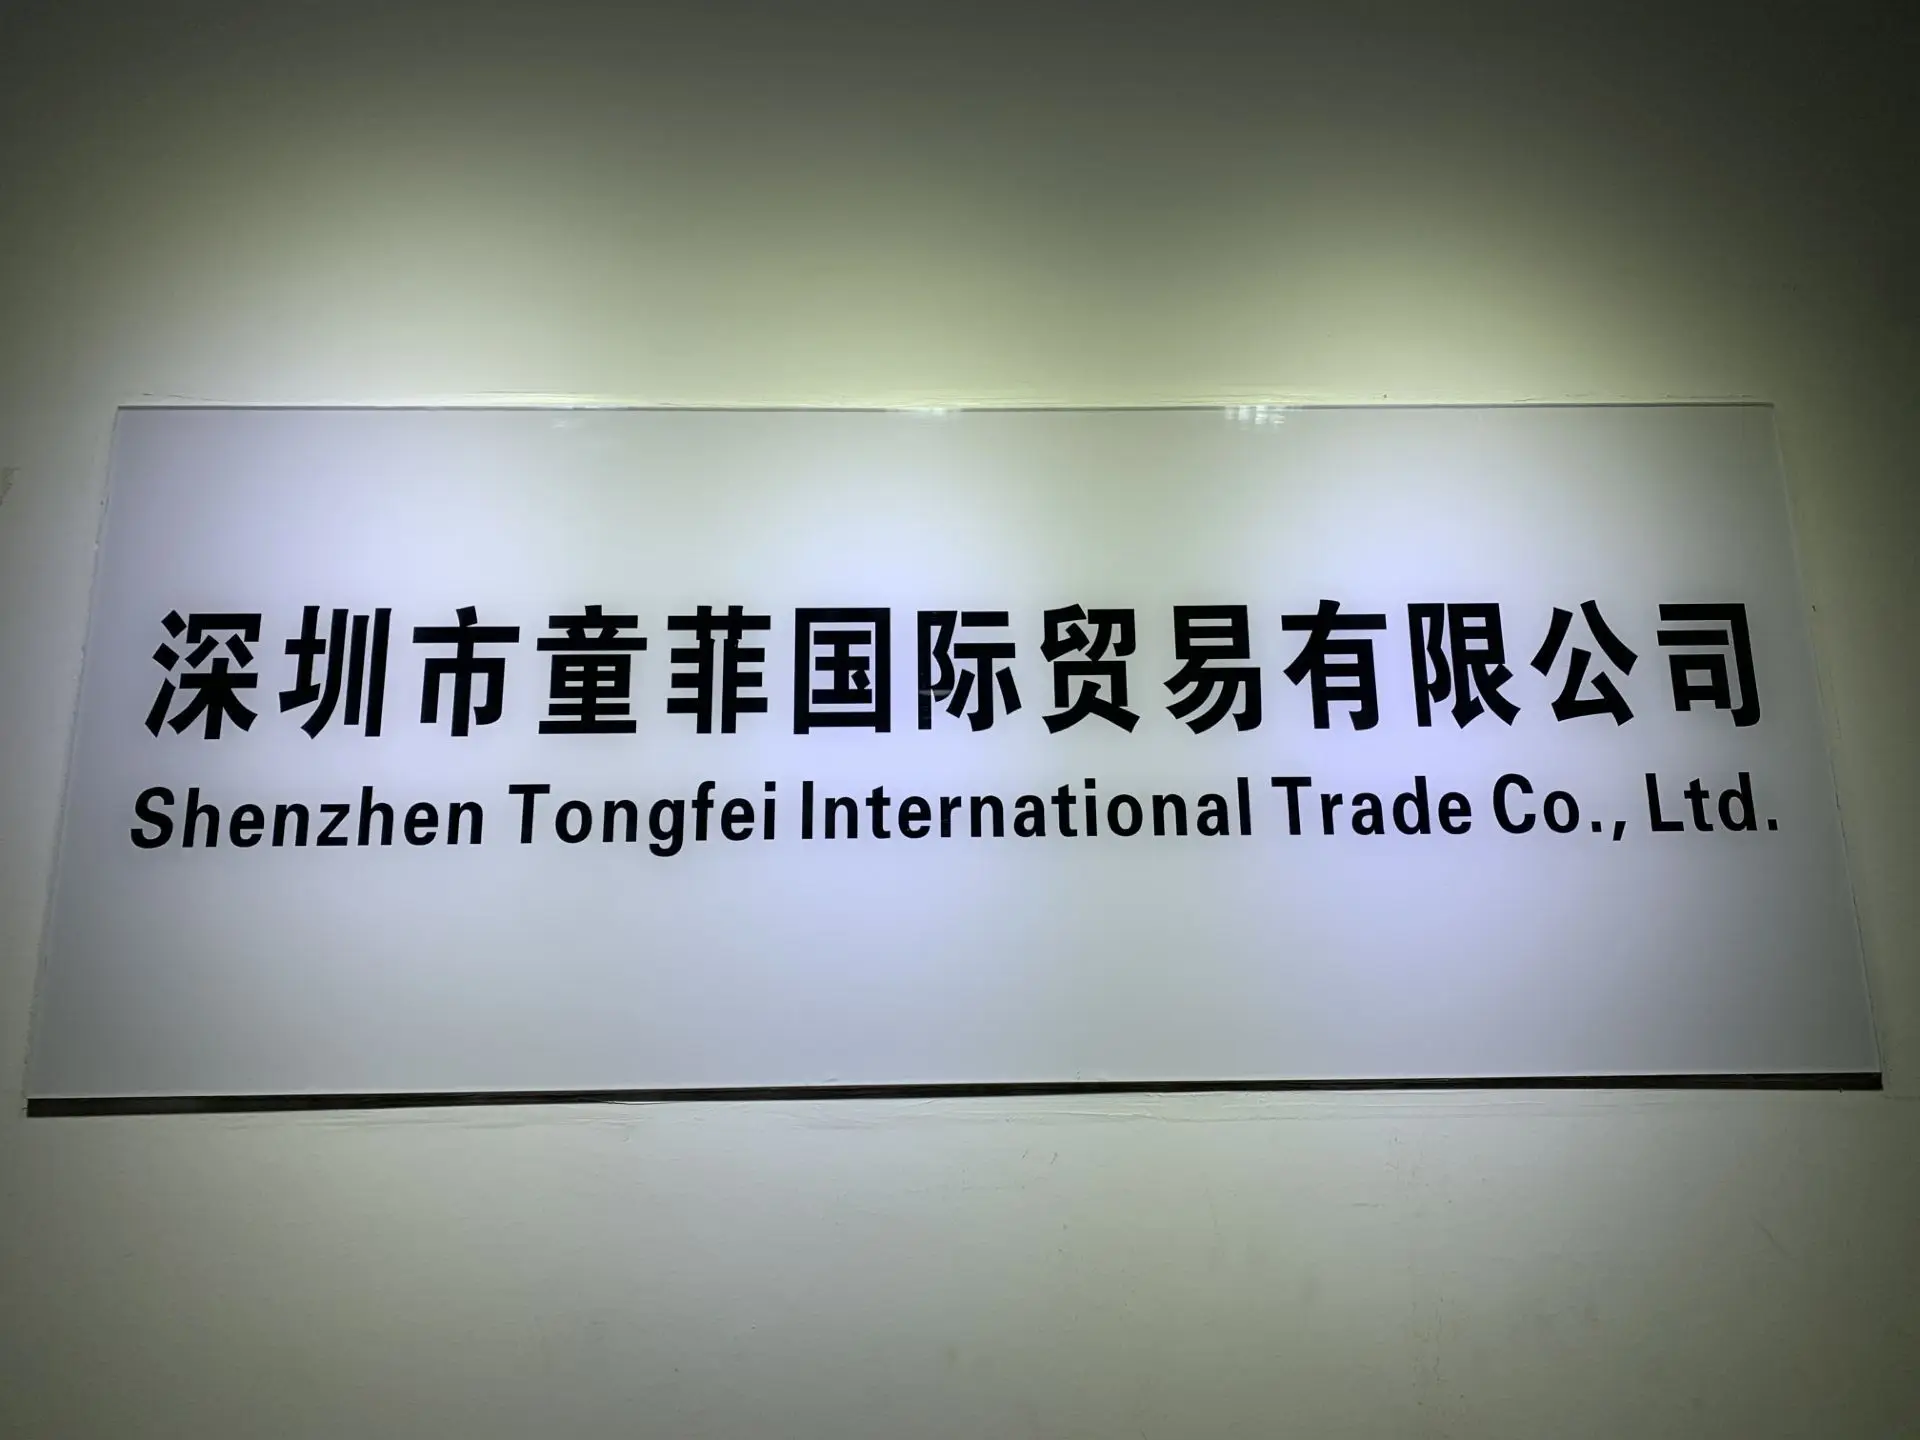 深圳市童菲国际贸易有限公司
Shenzhen Tongfei International Trade Co., Ltd.